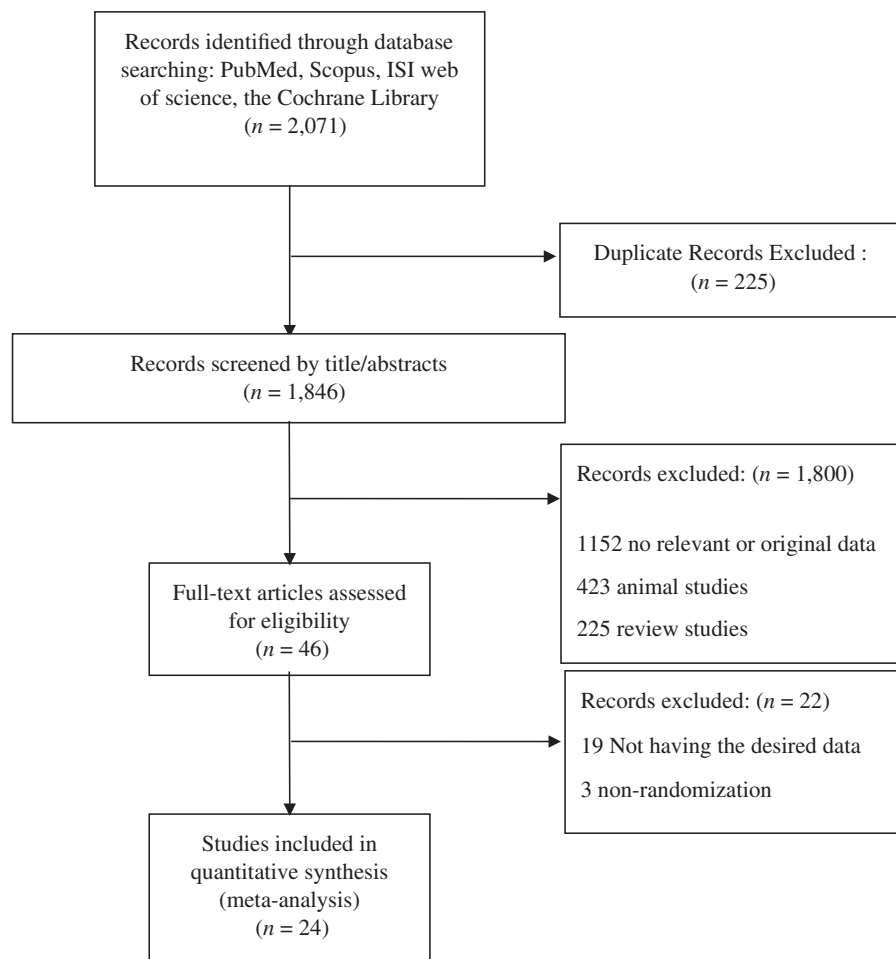 Records identified through database
searching: PubMed, Scopus, ISI web
of science, the Cochrane Library
(n = 2,071)
Duplicate Records Excluded :
(n = 225)
Records screened by title/abstracts
(n = 1,846)
Records excluded: (n = 1,800)
1152 no relevant or original data
423 animal studies
225 review studies
Full-text articles assessed
for eligibility
(n = 46)
Records excluded: (n = 22)
19 Not having the desired data
3 non-randomization
Studies included in
quantitative synthesis
(meta-analysis)
(n = 24)